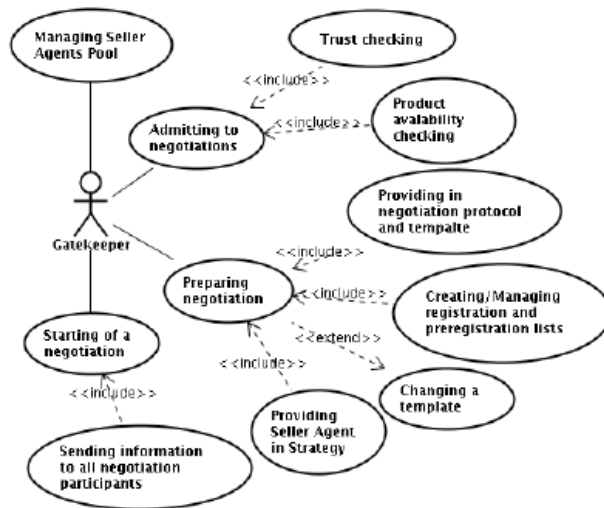 Managing Seller
Agents Pool
Trust checking
<<include>>
Admitting to
negotiations
<<include>>
Product
avalability
checking
Providing in
negotiation protocol
and tempalte
Gatekeeper
<<include>>
Preparing
negotiation
<<include>>
Creating/Managing
registration and
preregistration lists
Starting of a
negotiation
<<extend>>
<<include>>
Changing a
template
<<include>>
Providing
Seller Agent
in Strategy
Sending information
to all negotiation
participants